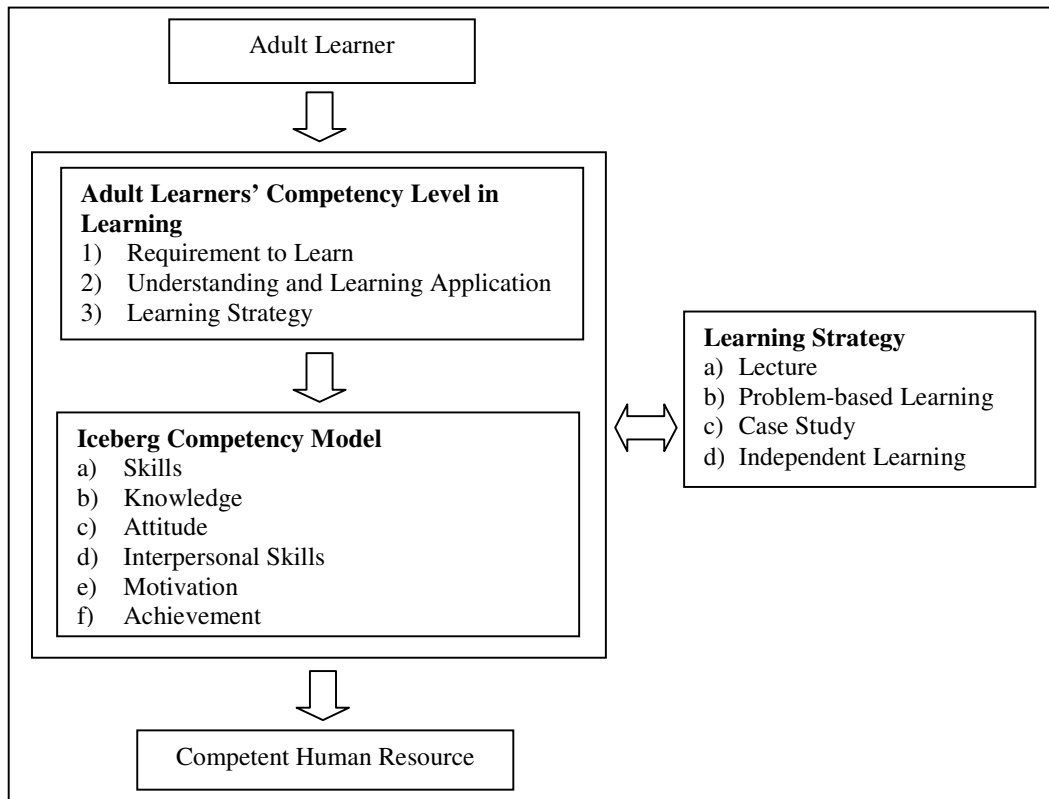 Adult Learner
Adult Learners’ Competency Level in
Learning
1) Requirement to Learn
2) Understanding and Learning Application
3) Learning Strategy
Iceberg Competency Model
a) Skills
b) Knowledge
c) Attitude
d) Interpersonal Skills
e) Motivation
f) Achievement
Learning Strategy
a) Lecture
b) Problem-based Learning
c) Case Study
d) Independent Learning
Competent Human Resource